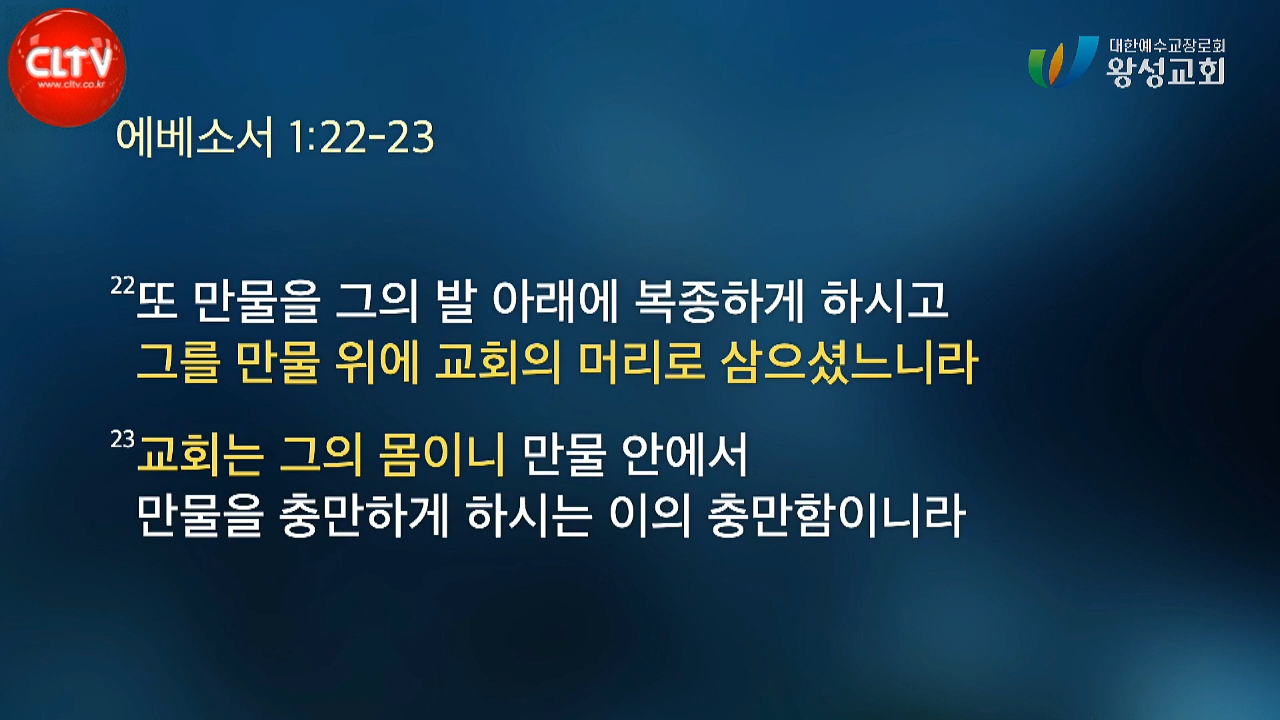 CLTV
www.cltv.co.kr
대한예수교장로회
왕성교회
에베소서 1:22-23
22 또 만물을 그의 발 아래에 복종하게 하시고
그를 만물 위에 교회의 머리로 삼으셨느니라
23 교회는 그의 몸이니 만물 안에서
만물을 충만하게 하시는 이의 충만함이니라